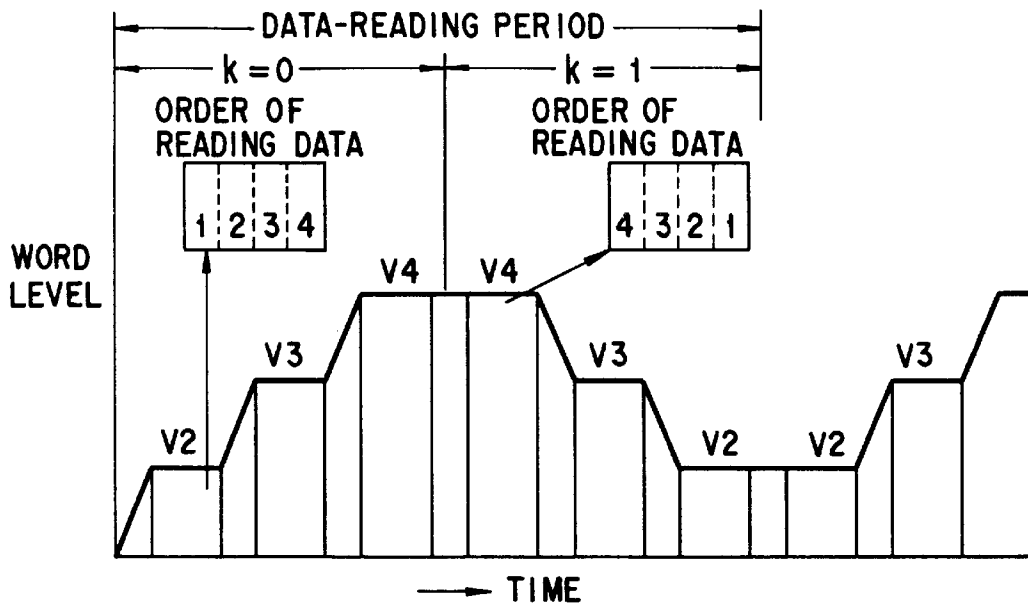 DATA-READING PERIOD
k = 0
k = 1
ORDER OF
READING DATA
1 2 3 4
ORDER OF
READING DATA
4 3 2 1
WORD
LEVEL
V4 V4
V3 V3 V3
V2 V2 V2
TIME